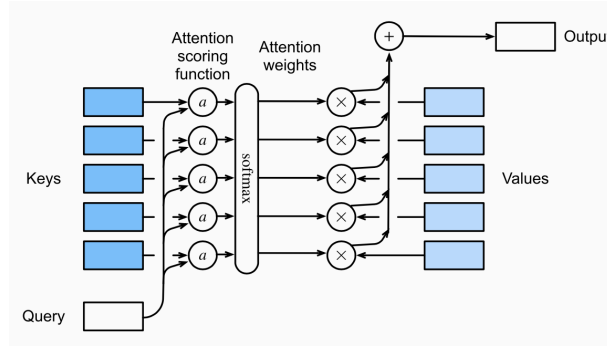 Attention
scoring
function
Attention
weights
+
Output
a
×
a
×
Keys
a
softmax
×
Values
a
×
a
×
Query